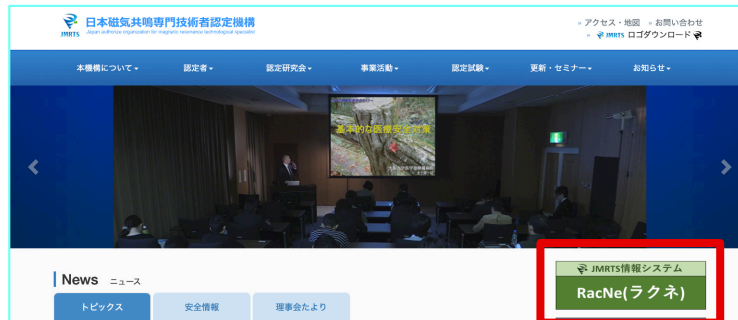 日本磁気共鳴専門技術者認定機構
JMRTS Japan authorize organization for magnetic resonance technological specialist
» アクセス・地図 » お問い合わせ
» JMRTS ロゴダウンロード
本機構について 認定者 認定研究会 事業活動 認定試験 更新・セミナー お知らせ
基本的な医療安全対策
News ニュース
JMRTS情報システム
RacNe(ラクネ)
トピックス 安全情報 理事会たより